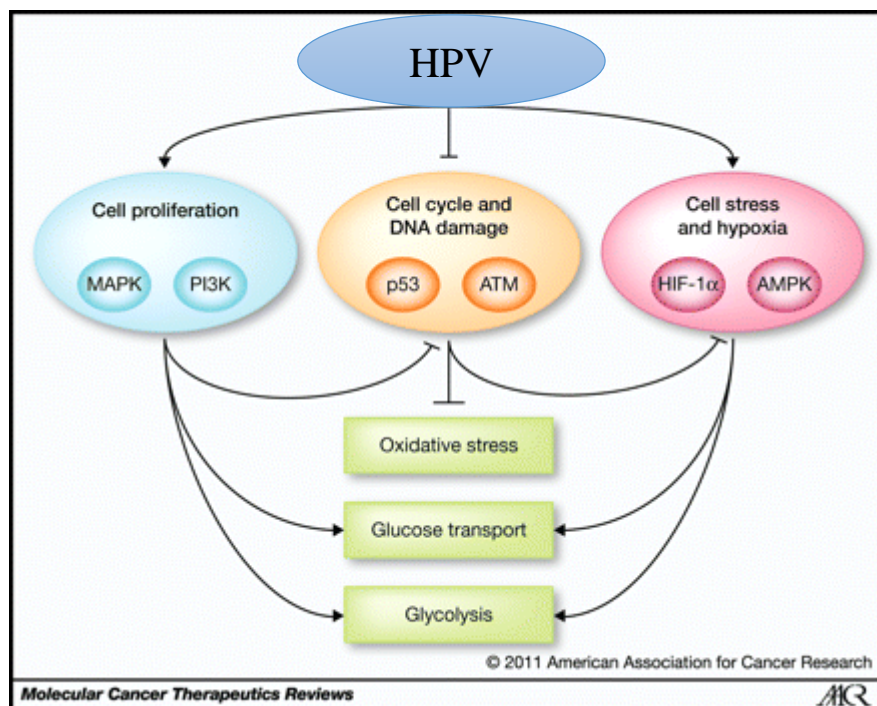 HPV
Cell proliferation
MAPK
PI3K
Cell cycle and
DNA damage
p53
ATM
Cell stress
and hypoxia
HIF-1α
AMPK
Oxidative stress
Glucose transport
Glycolysis
© 2011 American Association for Cancer Research
Molecular Cancer Therapeutics Reviews